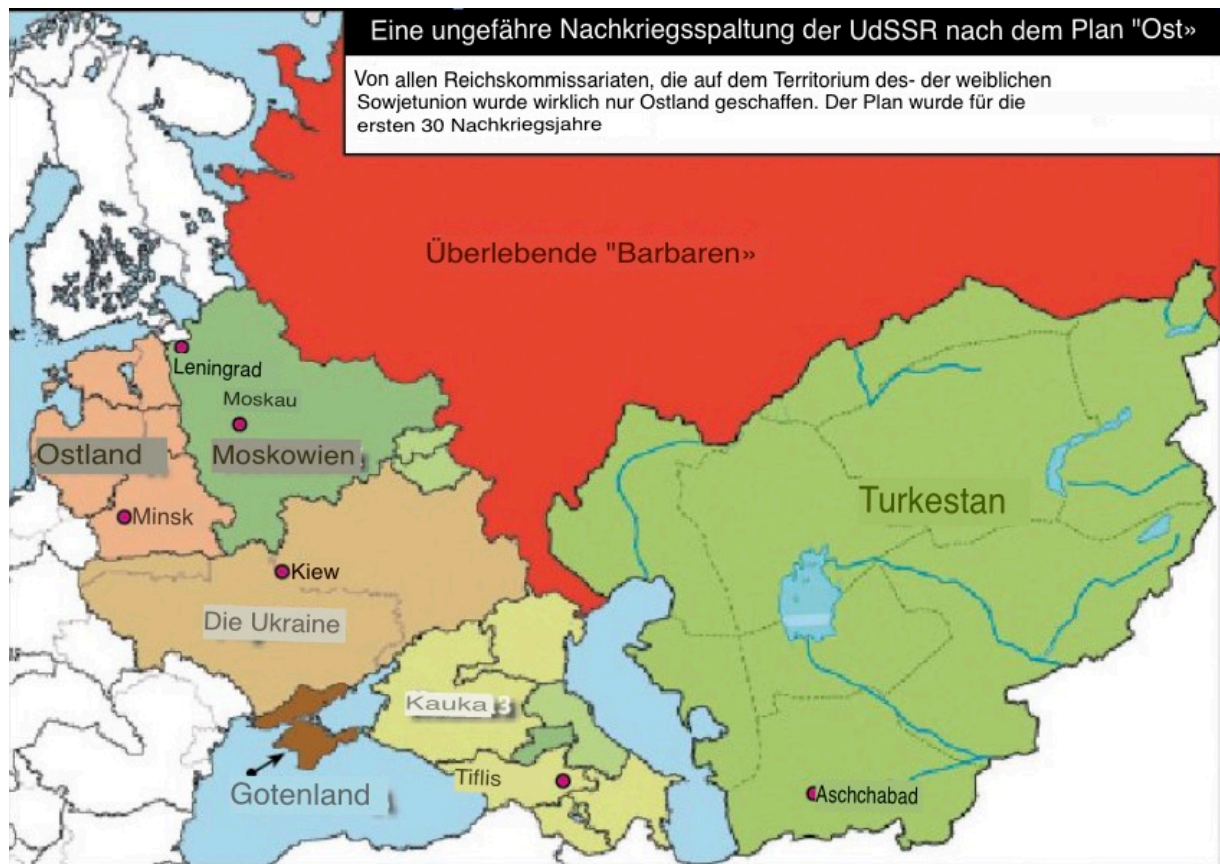 Eine ungefähre Nachkriegsspaltung der UdSSR nach dem Plan "Ost»
Von allen Reichskommissariaten, die auf dem Territorium des- der weiblichen
Sowjetunion wurde wirklich nur Ostland geschaffen. Der Plan wurde für die
ersten 30 Nachkriegsjahre
Überlebende "Barbaren»
Leningrad
Moskau
Ostland
Moskowien
Turkestan
Minsk
Kiew
Die Ukraine
Kauka з
Tiflis
Gotenland
Aschchabad